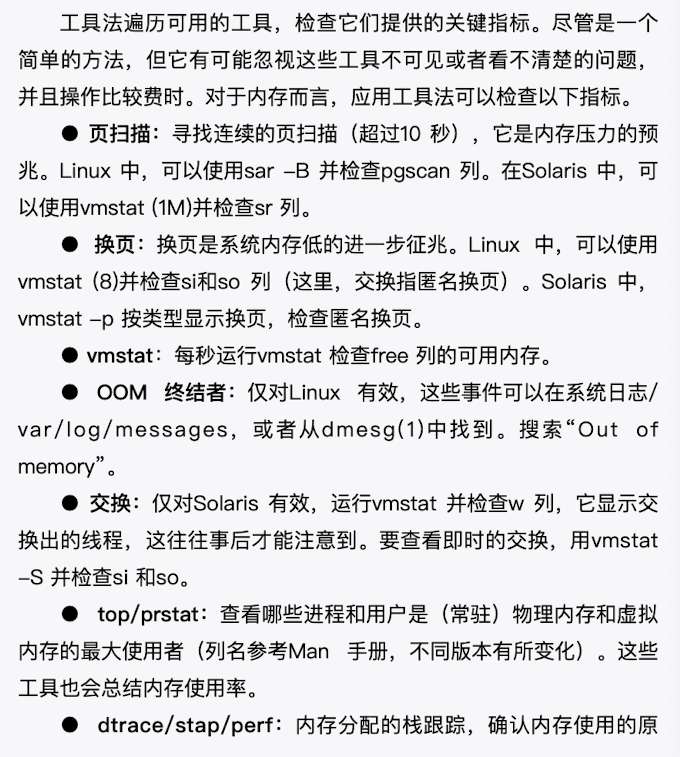 工具法遍历可用的工具，检查它们提供的关键指标。尽管是一个
简单的方法，但它有可能忽视这些工具不可见或者看不清楚的问题，
并且操作比较费时。对于内存而言，应用工具法可以检查以下指标。
● 页扫描：寻找连续的页扫描（超过10 秒），它是内存压力的预
兆。Linux 中，可以使用sar –B 并检查pgscan 列。在Solaris 中，可
以使用vmstat (1M)并检查sr 列。
● 换页：换页是系统内存低的进一步征兆。Linux 中，可以使用
vmstat (8)并检查si和so 列（这里，交换指匿名换页）。Solaris 中，
vmstat –p 按类型显示换页，检查匿名换页。
● vmstat：每秒运行vmstat 检查free 列的可用内存。
● OOM 终结者：仅对Linux 有效，这些事件可以在系统日志/
var/log/messages，或者从dmesg(1)中找到。搜索“Out of
memory”。
● 交换：仅对Solaris 有效，运行vmstat 并检查w 列，它显示交
换出的线程，这往往事后才能注意到。要查看即时的交换，用vmstat
–S 并检查si 和so。
● top/prstat：查看哪些进程和用户是（常驻）物理内存和虚拟
内存的最大使用者（列名参考Man 手册，不同版本有所变化）。这些
工具也会总结内存使用率。
● dtrace/stap/perf：内存分配的栈跟踪，确认内存使用的原